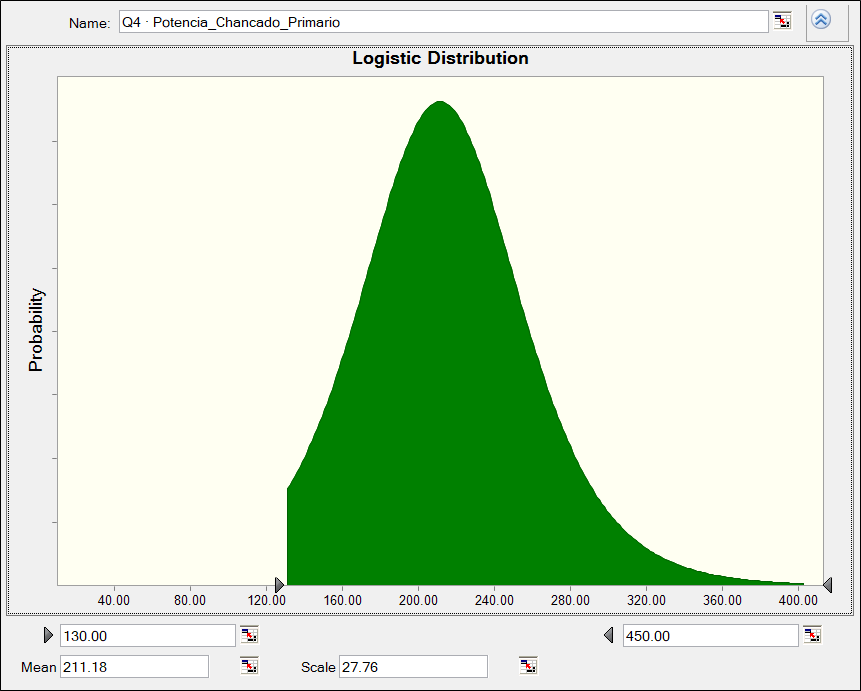 Name: Q4 · Potencia_Chancado_Primario
Logistic Distribution
Probability
40.00 80.00 120.00 160.00 200.00 240.00 280.00 320.00 360.00 400.00
130.00 450.00
Mean 211.18 Scale 27.76